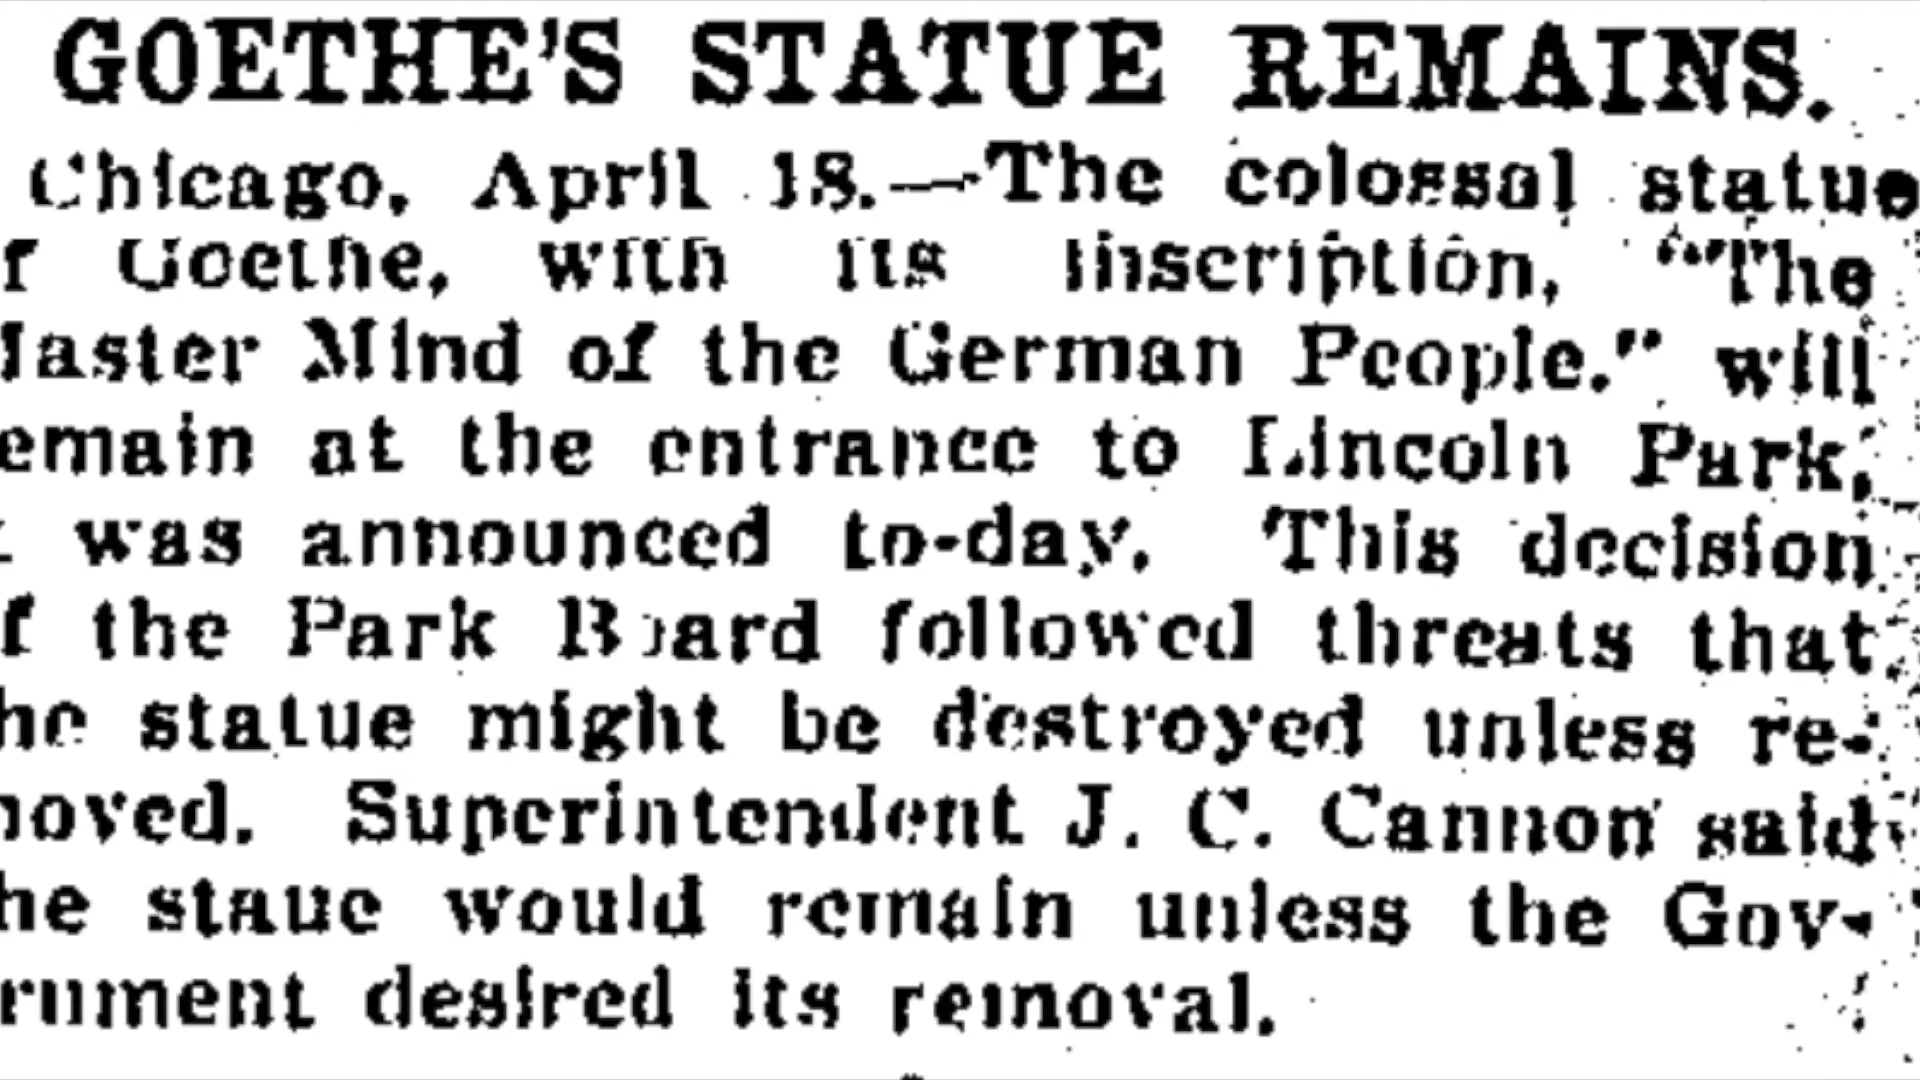 GOETHE'S STATUE REMAINS.
Chicago, April 18.—The colossal statue
f Goethe, with its inscription, "The
Master Mind of the German People." will
emain at the entrance to Lincoln Park,
t was announced to-day. This decision
f the Park Board followed threats that
he statue might be destroyed unless re-
moved. Superintendent J. C. Cannon said
he staue would remain unless the Gov-
rnment desired its removal.